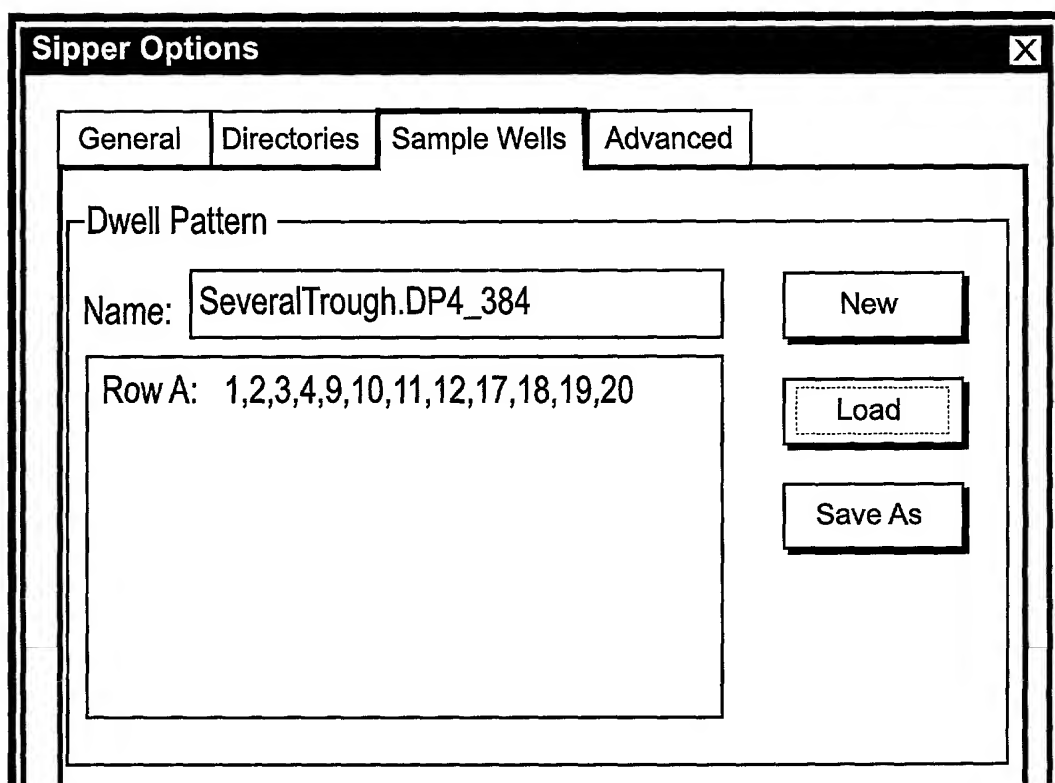 Sipper Options X
General Directories Sample Wells Advanced
Dwell Pattern
Name: SeveralTrough.DP4_384 New
Row A: 1,2,3,4,9,10,11,12,17,18,19,20
Load
Save As